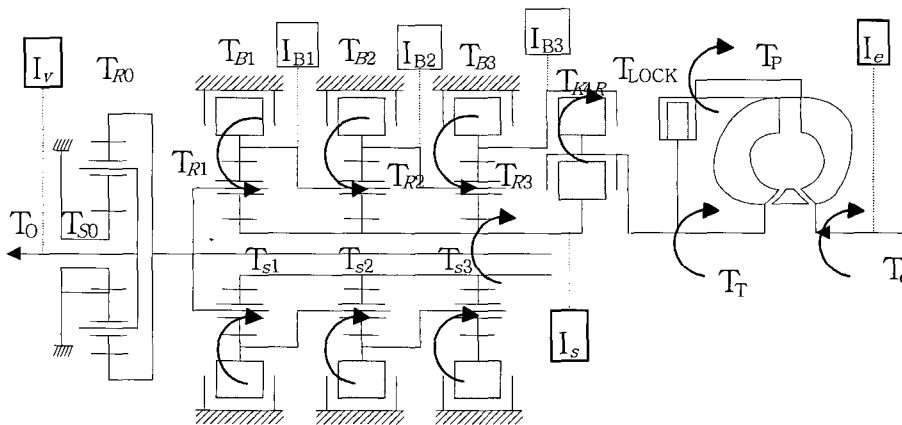 I_v T_R0 T_B1 I_B1 T_B2 I_B2 T_B3 I_B3 T_K4R T_LOCK T_P I_e
T_R1 T_R2 T_R3
T_O T_S0 T_s1 T_s2 T_s3 T_T T_e
I_s